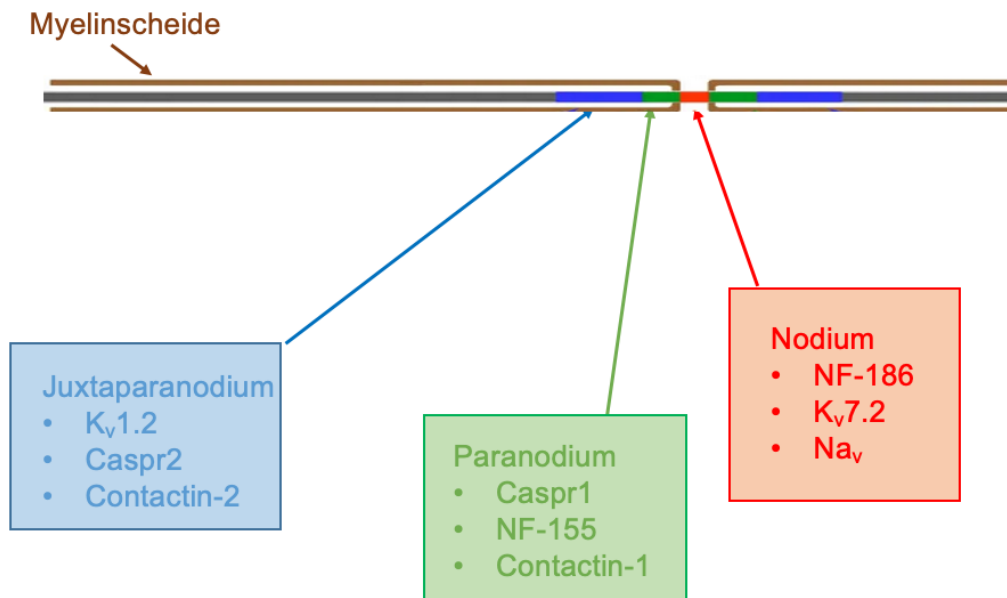 Myelinscheide
Juxtaparanodium
• Kᵥ1.2
• Caspr2
• Contactin-2
Paranodium
• Caspr1
• NF-155
• Contactin-1
Nodium
• NF-186
• Kᵥ7.2
• Naᵥ